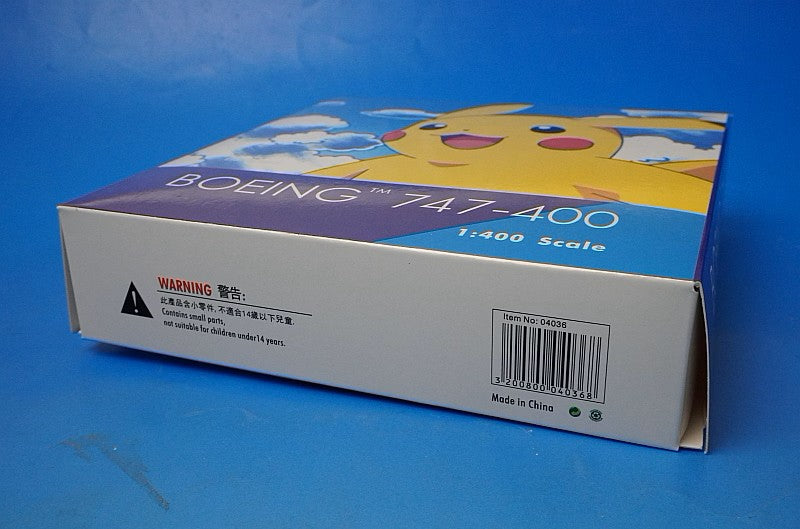 BOEING™ 747-400
1:400 Scale
WARNING 警告:
此產品含小零件, 不適合14歲以下兒童.
Contains small parts,
not suitable for children under14 years.
Item No: 04036
3 200800 040368
Made in China